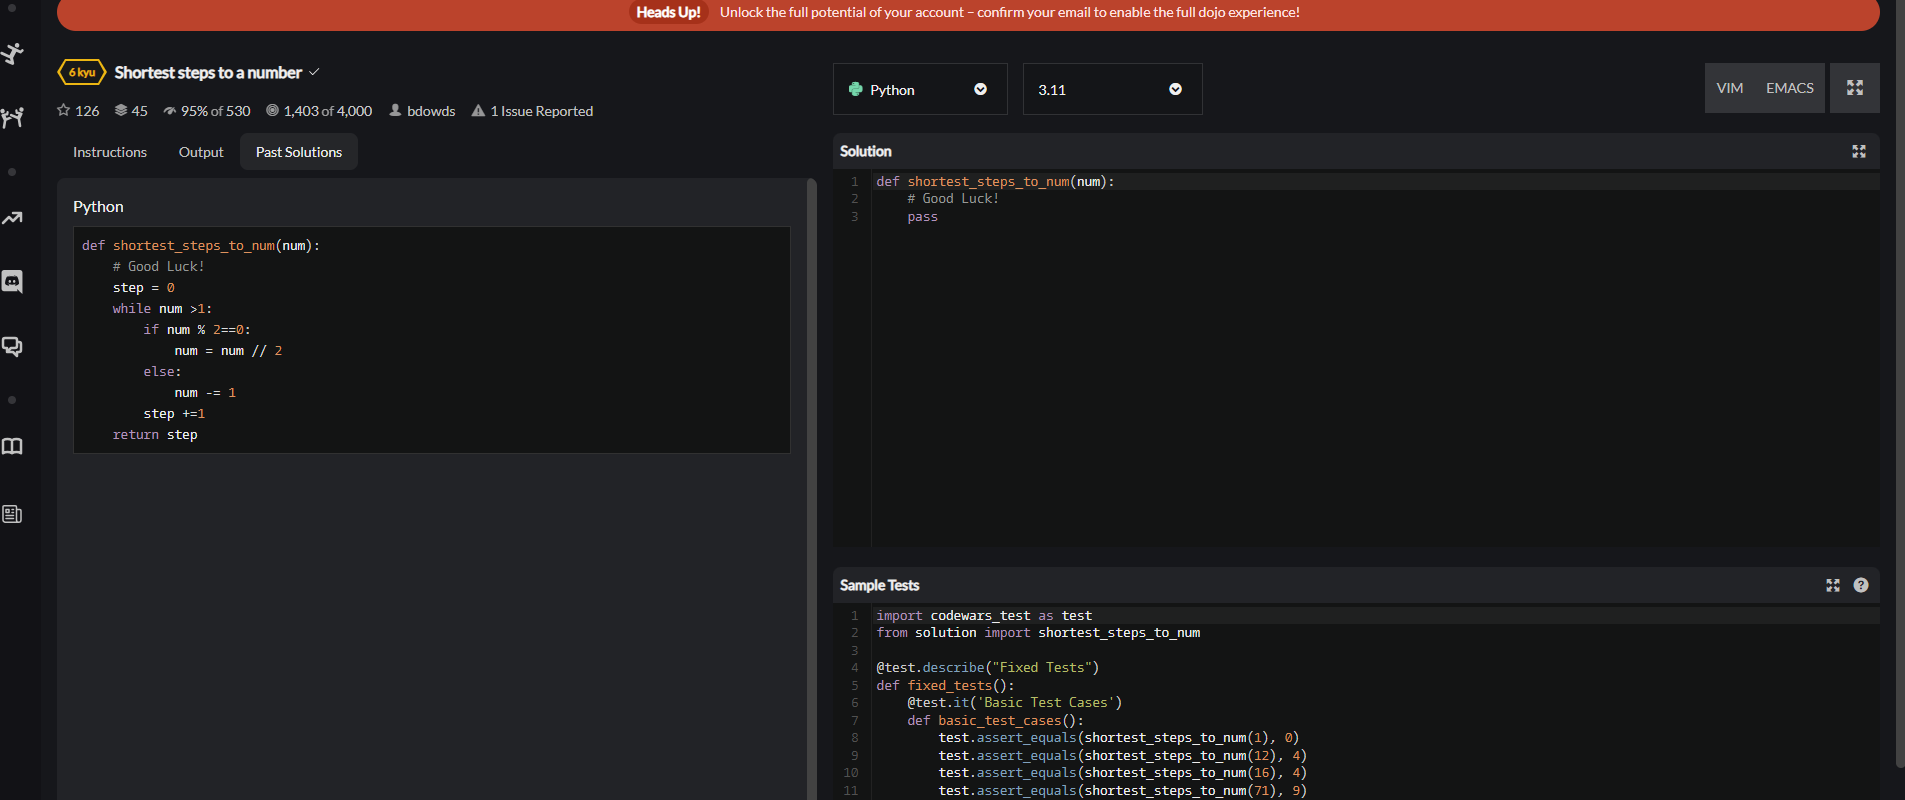 Heads Up! Unlock the full potential of your account – confirm your email to enable the full dojo experience!
6 kyu Shortest steps to a number
126 45 95% of 530 1,403 of 4,000 bdowds 1 Issue Reported
Instructions Output Past Solutions
Python
def shortest_steps_to_num(num):
    # Good Luck!
    step = 0
    while num >1:
        if num % 2==0:
            num = num // 2
        else:
            num -= 1
        step +=1
    return step
Python 3.11 VIM EMACS
Solution
1 def shortest_steps_to_num(num):
2     # Good Luck!
3     pass
Sample Tests
1 import codewars_test as test
2 from solution import shortest_steps_to_num
3
4 @test.describe("Fixed Tests")
5 def fixed_tests():
6     @test.it('Basic Test Cases')
7     def basic_test_cases():
8         test.assert_equals(shortest_steps_to_num(1), 0)
9         test.assert_equals(shortest_steps_to_num(12), 4)
10         test.assert_equals(shortest_steps_to_num(16), 4)
11         test.assert_equals(shortest_steps_to_num(71), 9)